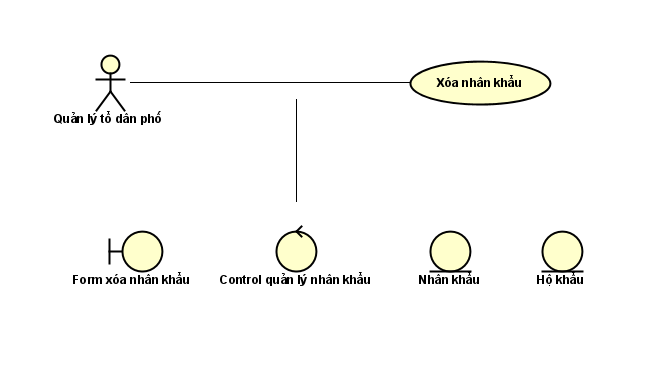 Xóa nhân khẩu
Quản lý tổ dân phố
Form xóa nhân khẩu
Control quản lý nhân khẩu
Nhân khẩu
Hộ khẩu